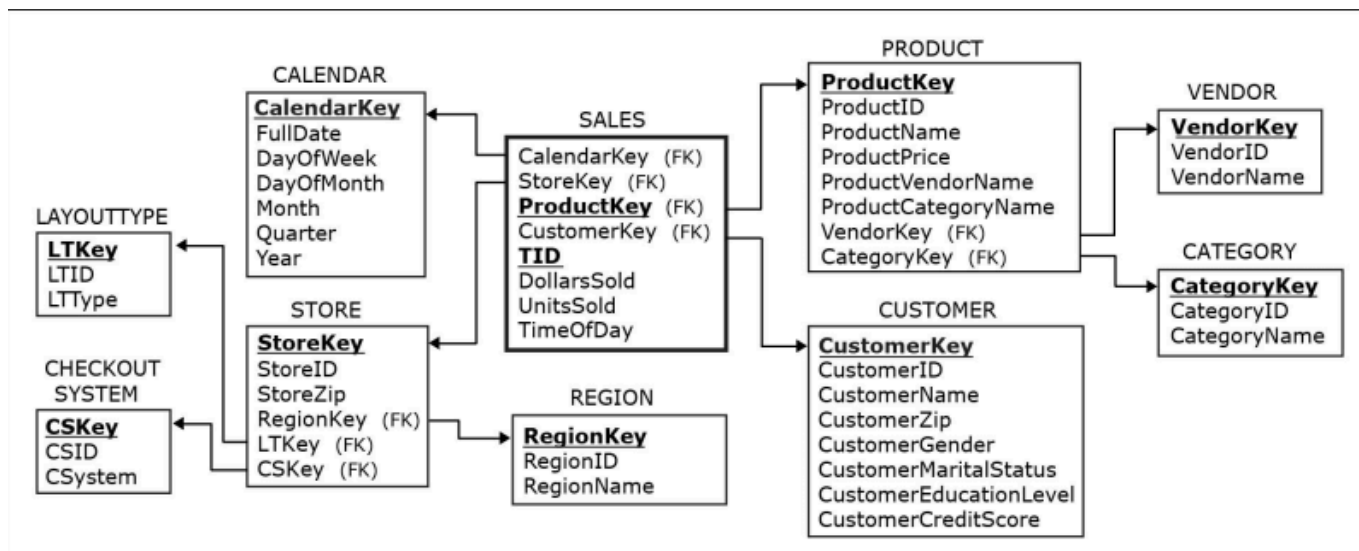 CALENDAR
CalendarKey
FullDate
DayOfWeek
DayOfMonth
Month
Quarter
Year
LAYOUTTYPE
LTKey
LTID
LTType
CHECKOUT
SYSTEM
CSKey
CSID
CSystem
STORE
StoreKey
StoreID
StoreZip
RegionKey (FK)
LTKey (FK)
CSKey (FK)
SALES
CalendarKey (FK)
StoreKey (FK)
ProductKey (FK)
CustomerKey (FK)
TID
DollarsSold
UnitsSold
TimeOfDay
REGION
RegionKey
RegionID
RegionName
PRODUCT
ProductKey
ProductID
ProductName
ProductPrice
ProductVendorName
ProductCategoryName
VendorKey (FK)
CategoryKey (FK)
CUSTOMER
CustomerKey
CustomerID
CustomerName
CustomerZip
CustomerGender
CustomerMaritalStatus
CustomerEducationLevel
CustomerCreditScore
VENDOR
VendorKey
VendorID
VendorName
CATEGORY
CategoryKey
CategoryID
CategoryName